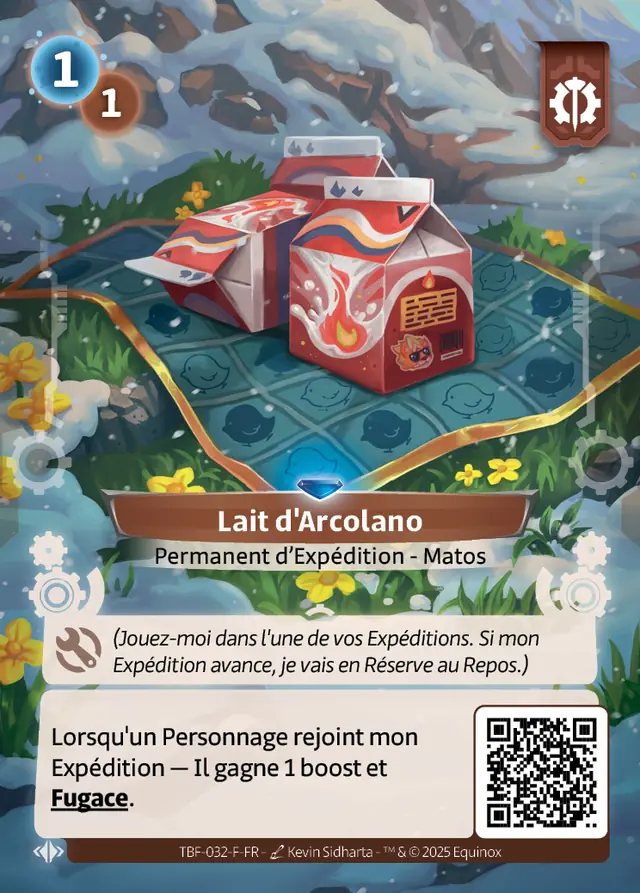 1
1
Lait d'Arcolano
Permanent d’Expédition - Matos
(Jouez-moi dans l'une de vos Expéditions. Si mon
Expédition avance, je vais en Réserve au Repos.)
Lorsqu'un Personnage rejoint mon
Expédition — Il gagne 1 boost et
Fugace.
TBF-032-F-FR - Kevin Sidharta - ™ & © 2025 Equinox